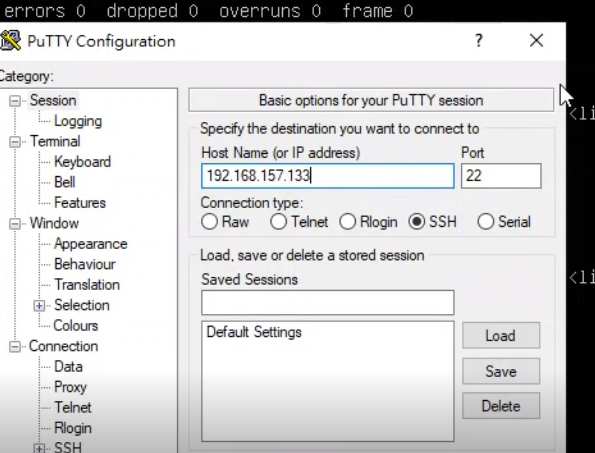 errors 0 dropped 0 overruns 0 frame 0
PuTTY Configuration
Category:
Session
Logging
Terminal
Keyboard
Bell
Features
Window
Appearance
Behaviour
Translation
Selection
Colours
Connection
Data
Proxy
Telnet
Rlogin
SSH
Basic options for your PuTTY session
Specify the destination you want to connect to
Host Name (or IP address) Port
192.168.157.133 22
Connection type:
Raw Telnet Rlogin SSH Serial
Load, save or delete a stored session
Saved Sessions
Default Settings
Load
Save
Delete
<li
<li